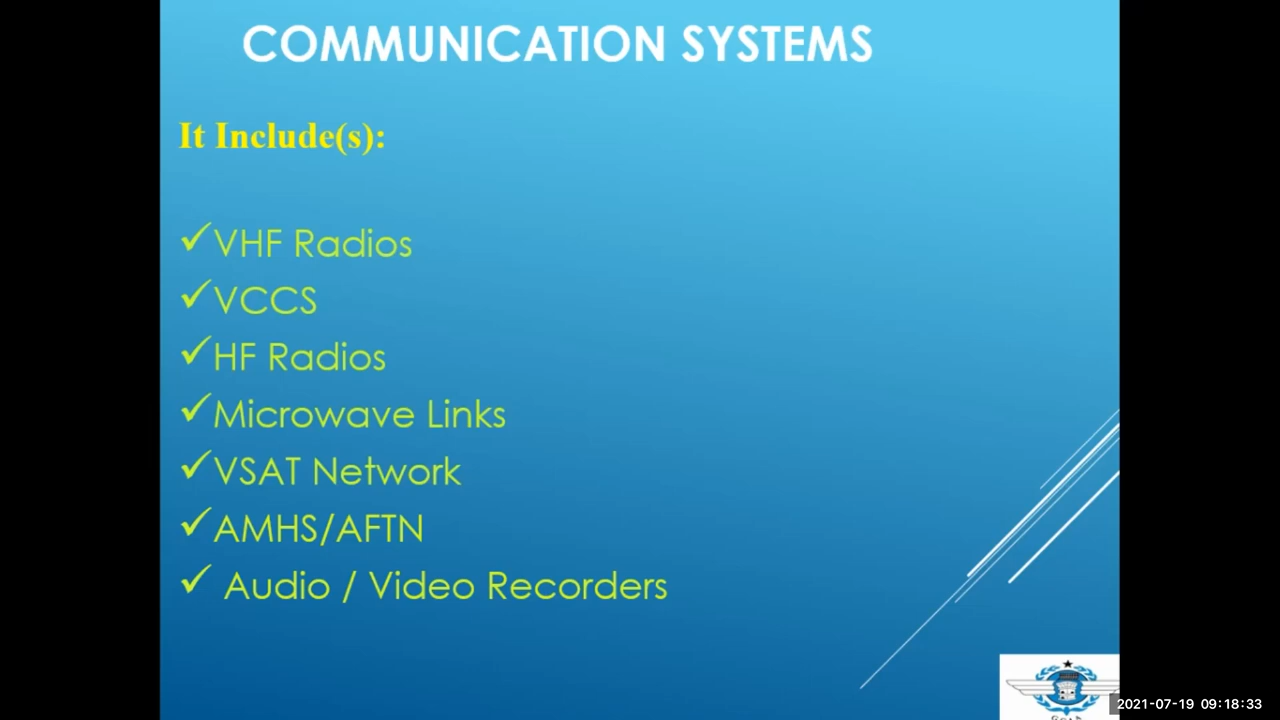 COMMUNICATION SYSTEMS
It Include(s):
✓VHF Radios
✓VCCS
✓HF Radios
✓Microwave Links
✓VSAT Network
✓AMHS/AFTN
✓ Audio / Video Recorders
2021-07-19 09:18:33